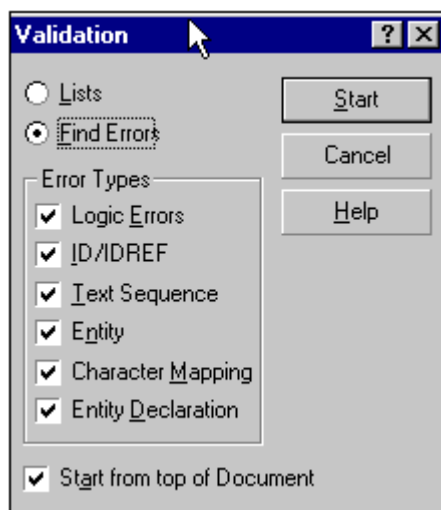 Validation
Lists
Find Errors
Start
Cancel
Help
Error Types
Logic Errors
ID/IDREF
Text Sequence
Entity
Character Mapping
Entity Declaration
Start from top of Document